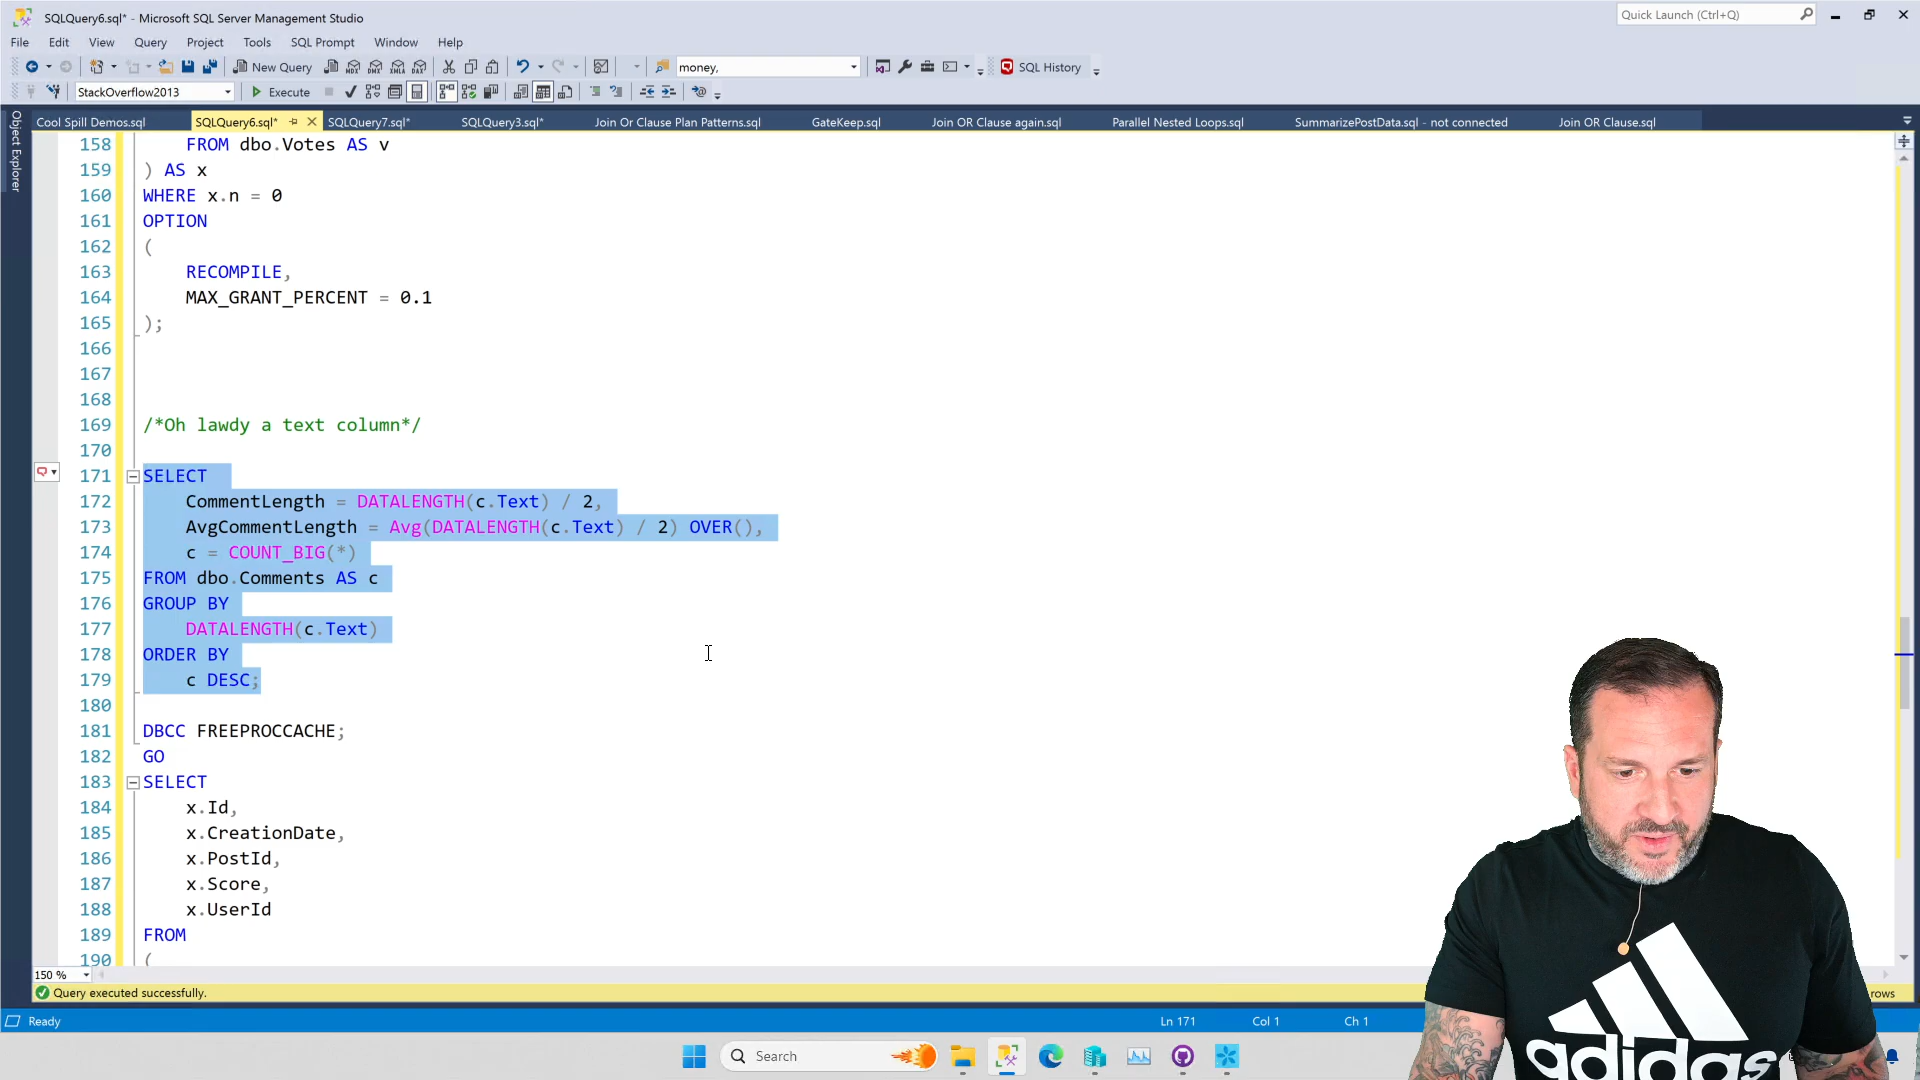 SQLQuery6.sql* - Microsoft SQL Server Management Studio
Quick Launch (Ctrl+Q)
File Edit View Query Project Tools SQL Prompt Window Help
New Query
money,
SQL History
StackOverflow2013
Execute
Cool Spill Demos.sql SQLQuery6.sql* SQLQuery7.sql* SQLQuery3.sql* Join Or Clause Plan Patterns.sql GateKeep.sql Join OR Clause again.sql Parallel Nested Loops.sql SummarizePostData.sql - not connected Join OR Clause.sql
Object Explorer
158 FROM dbo.Votes AS v
159 ) AS x
160 WHERE x.n = 0
161 OPTION
162 (
163 RECOMPILE,
164 MAX_GRANT_PERCENT = 0.1
165 );
166
167
168
169 /*Oh lawdy a text column*/
170
171 SELECT
172 CommentLength = DATALENGTH(c.Text) / 2,
173 AvgCommentLength = Avg(DATALENGTH(c.Text) / 2) OVER(),
174 c = COUNT_BIG(*)
175 FROM dbo.Comments AS c
176 GROUP BY
177 DATALENGTH(c.Text)
178 ORDER BY
179 c DESC;
180
181 DBCC FREEPROCCACHE;
182 GO
183 SELECT
184 x.Id,
185 x.CreationDate,
186 x.PostId,
187 x.Score,
188 x.UserId
189 FROM
190 (
150 %
Query executed successfully.
rows
Ready
Ln 171 Col 1 Ch 1
Search
adidas